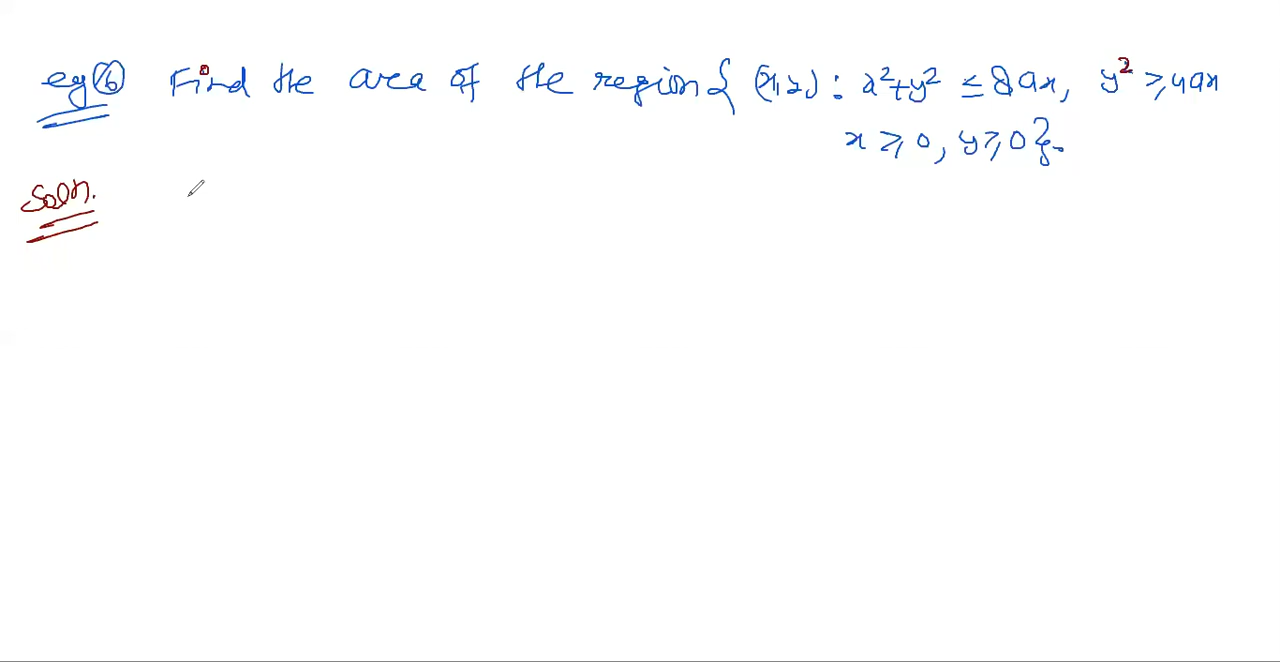 eg⑥ Find the area of the region { (x,y) : x²+y² ≤ 8ax, y² ≥ 4ax
x ≥ 0, y ≥ 0 }.
Soln.